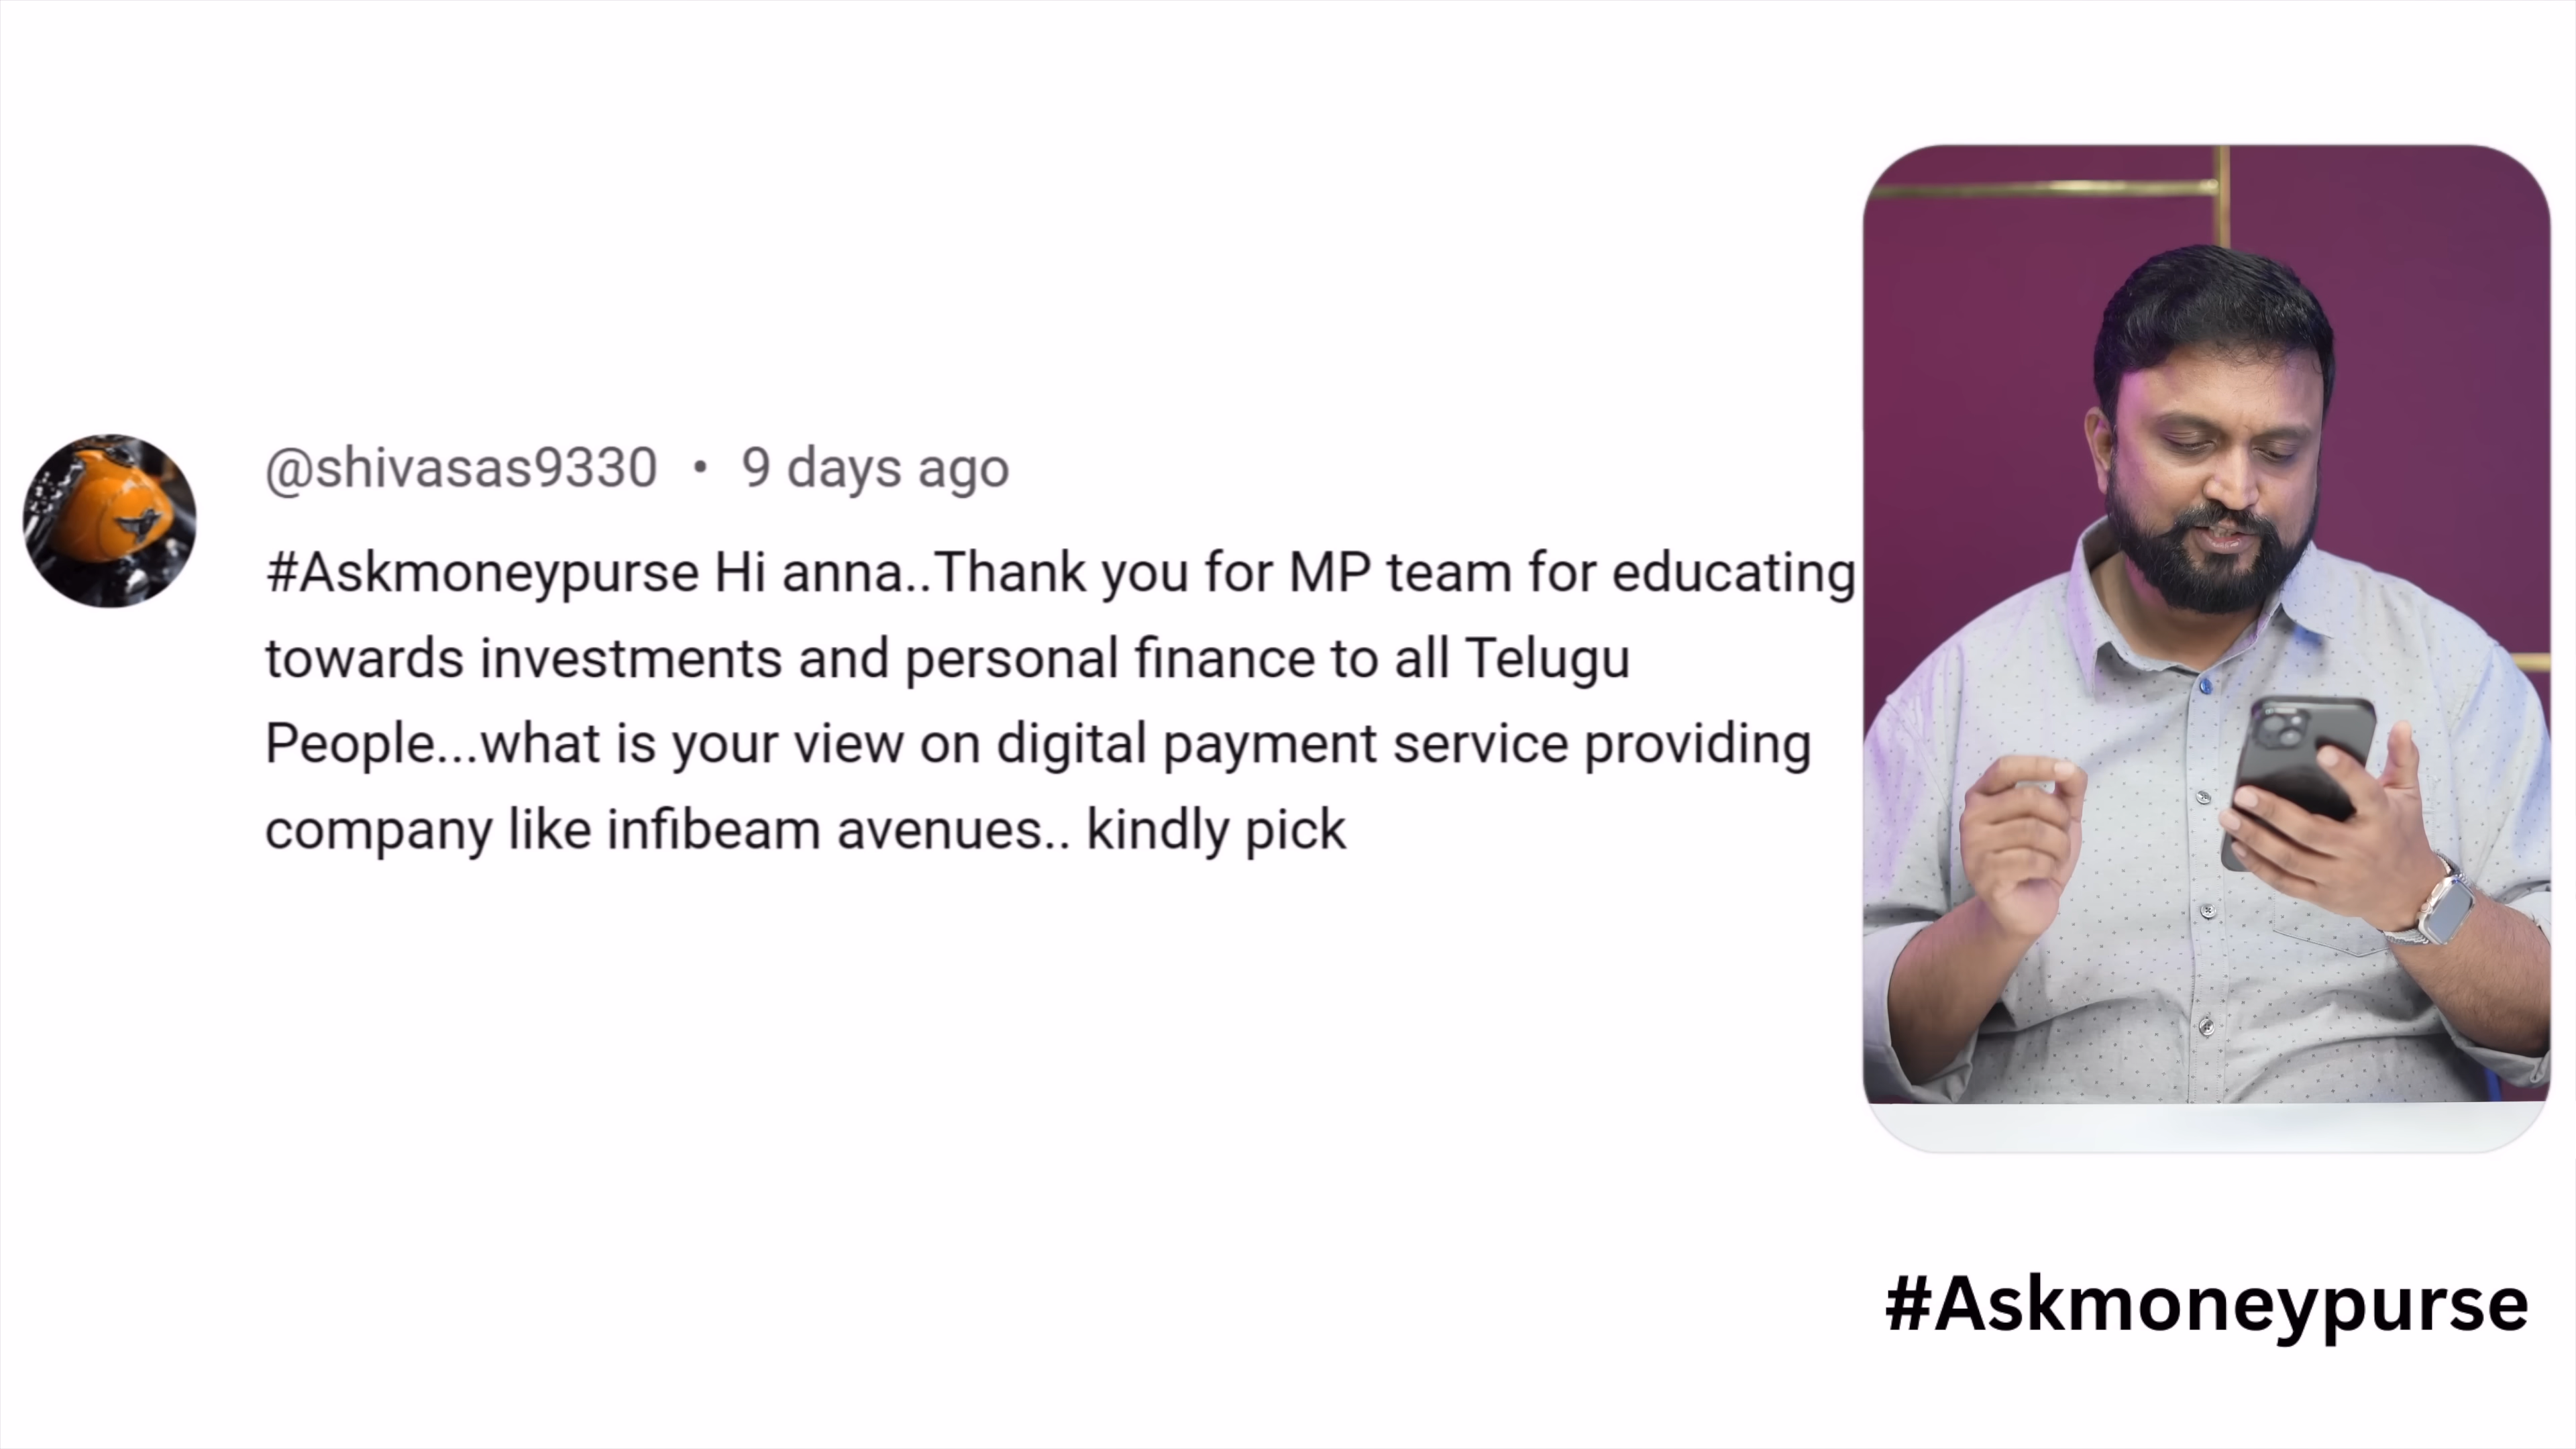 @shivasas9330 • 9 days ago
#Askmoneypurse Hi anna..Thank you for MP team for educating
towards investments and personal finance to all Telugu
People...what is your view on digital payment service providing
company like infibeam avenues.. kindly pick
#Askmoneypurse